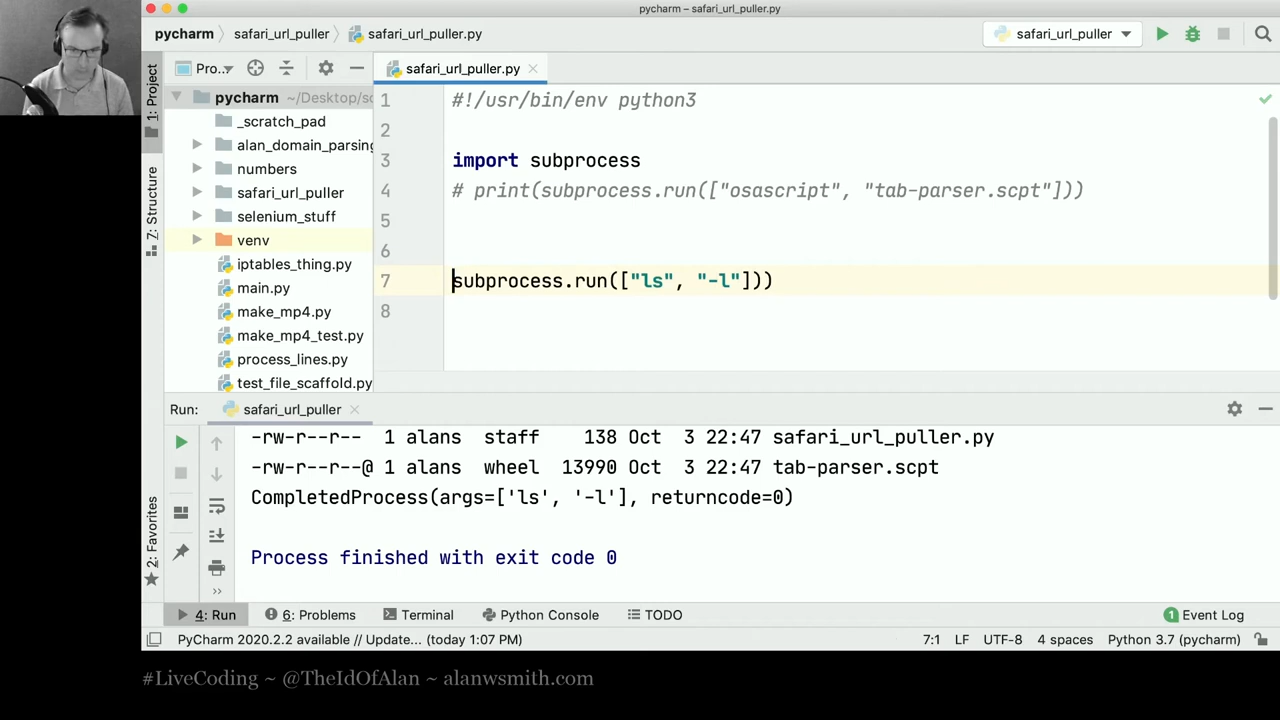 pycharm – safari_url_puller.py
pycharm safari_url_puller safari_url_puller.py safari_url_puller
1: Project
Pro..
safari_url_puller.py
pycharm ~/Desktop/sc
_scratch_pad
alan_domain_parsing
numbers
safari_url_puller
selenium_stuff
venv
iptables_thing.py
main.py
make_mp4.py
make_mp4_test.py
process_lines.py
test_file_scaffold.py
7: Structure
2: Favorites
1 #!/usr/bin/env python3
2
3 import subprocess
4 # print(subprocess.run(["osascript", "tab-parser.scpt"]))
5
6
7 subprocess.run(["ls", "-l"]))
8
Run: safari_url_puller
-rw-r--r-- 1 alans staff 138 Oct 3 22:47 safari_url_puller.py
-rw-r--r--@ 1 alans wheel 13990 Oct 3 22:47 tab-parser.scpt
CompletedProcess(args=['ls', '-l'], returncode=0)
Process finished with exit code 0
4: Run 6: Problems Terminal Python Console TODO 1 Event Log
PyCharm 2020.2.2 available // Update... (today 1:07 PM) 7:1 LF UTF-8 4 spaces Python 3.7 (pycharm)
#LiveCoding ~ @TheIdOfAlan ~ alanwsmith.com